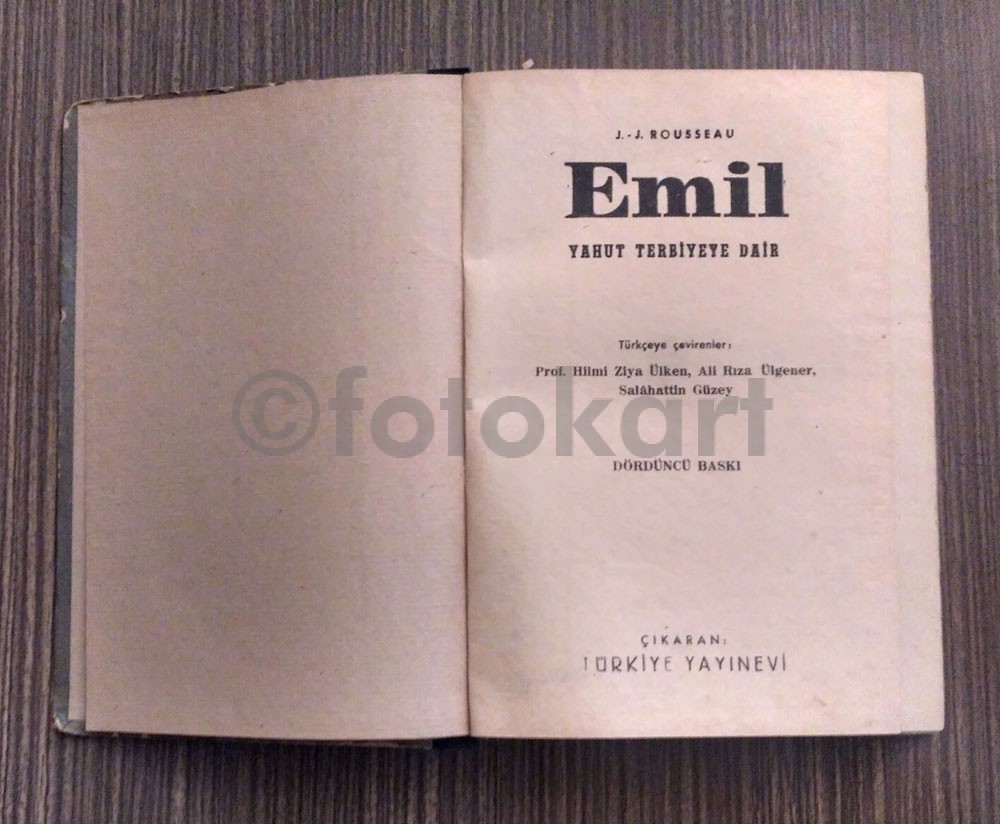 J.-J. ROUSSEAU
Emil
YAHUT TERBİYEYE DAİR
Türkçeye çevirenler:
Prof. Hilmi Ziya Ülken, Ali Rıza Ülgener,
Salâhattin Güzey
©fotokart
DÖRDÜNCÜ BASKI
ÇIKARAN:
TÜRKİYE YAYINEVİ